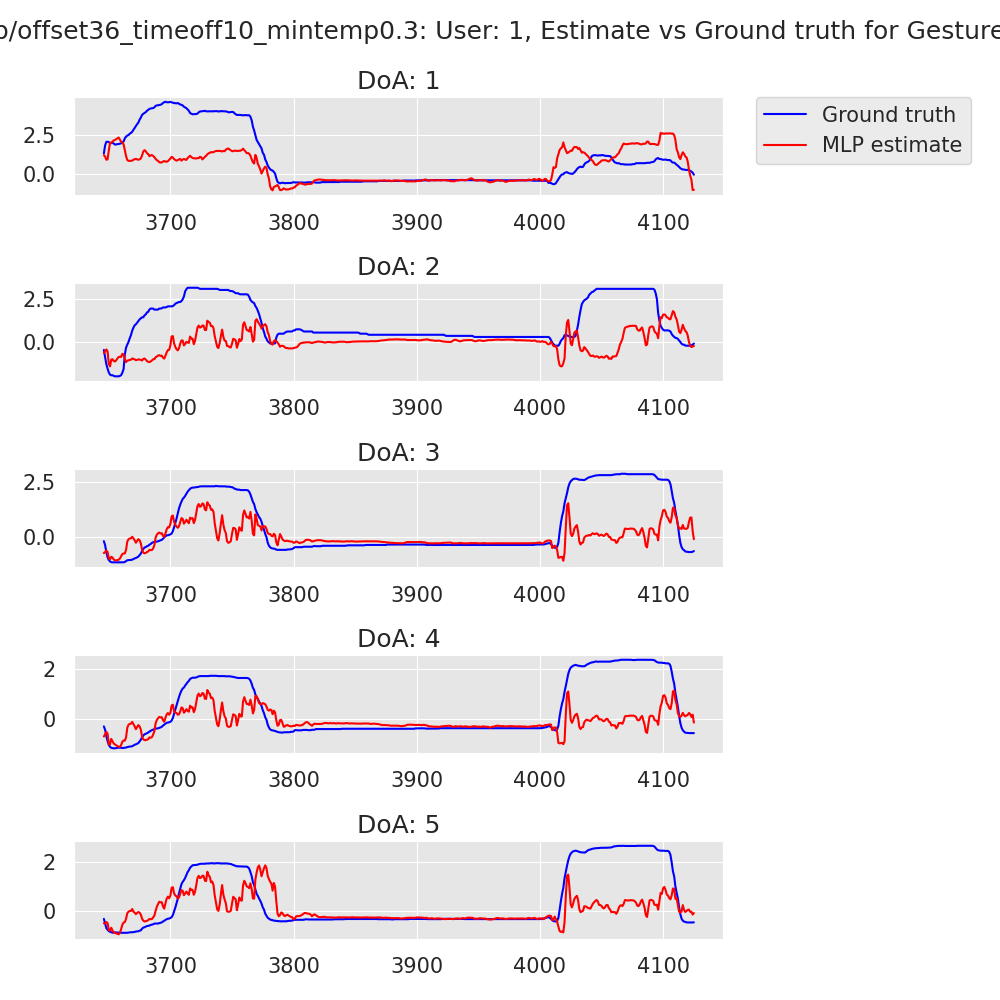 o/offset36_timeoff10_mintemp0.3: User: 1, Estimate vs Ground truth for Gesture
DoA: 1
Ground truth
MLP estimate
2.5
0.0
3700 3800 3900 4000 4100
DoA: 2
2.5
0.0
3700 3800 3900 4000 4100
DoA: 3
2.5
0.0
3700 3800 3900 4000 4100
DoA: 4
2
0
3700 3800 3900 4000 4100
DoA: 5
2
0
3700 3800 3900 4000 4100